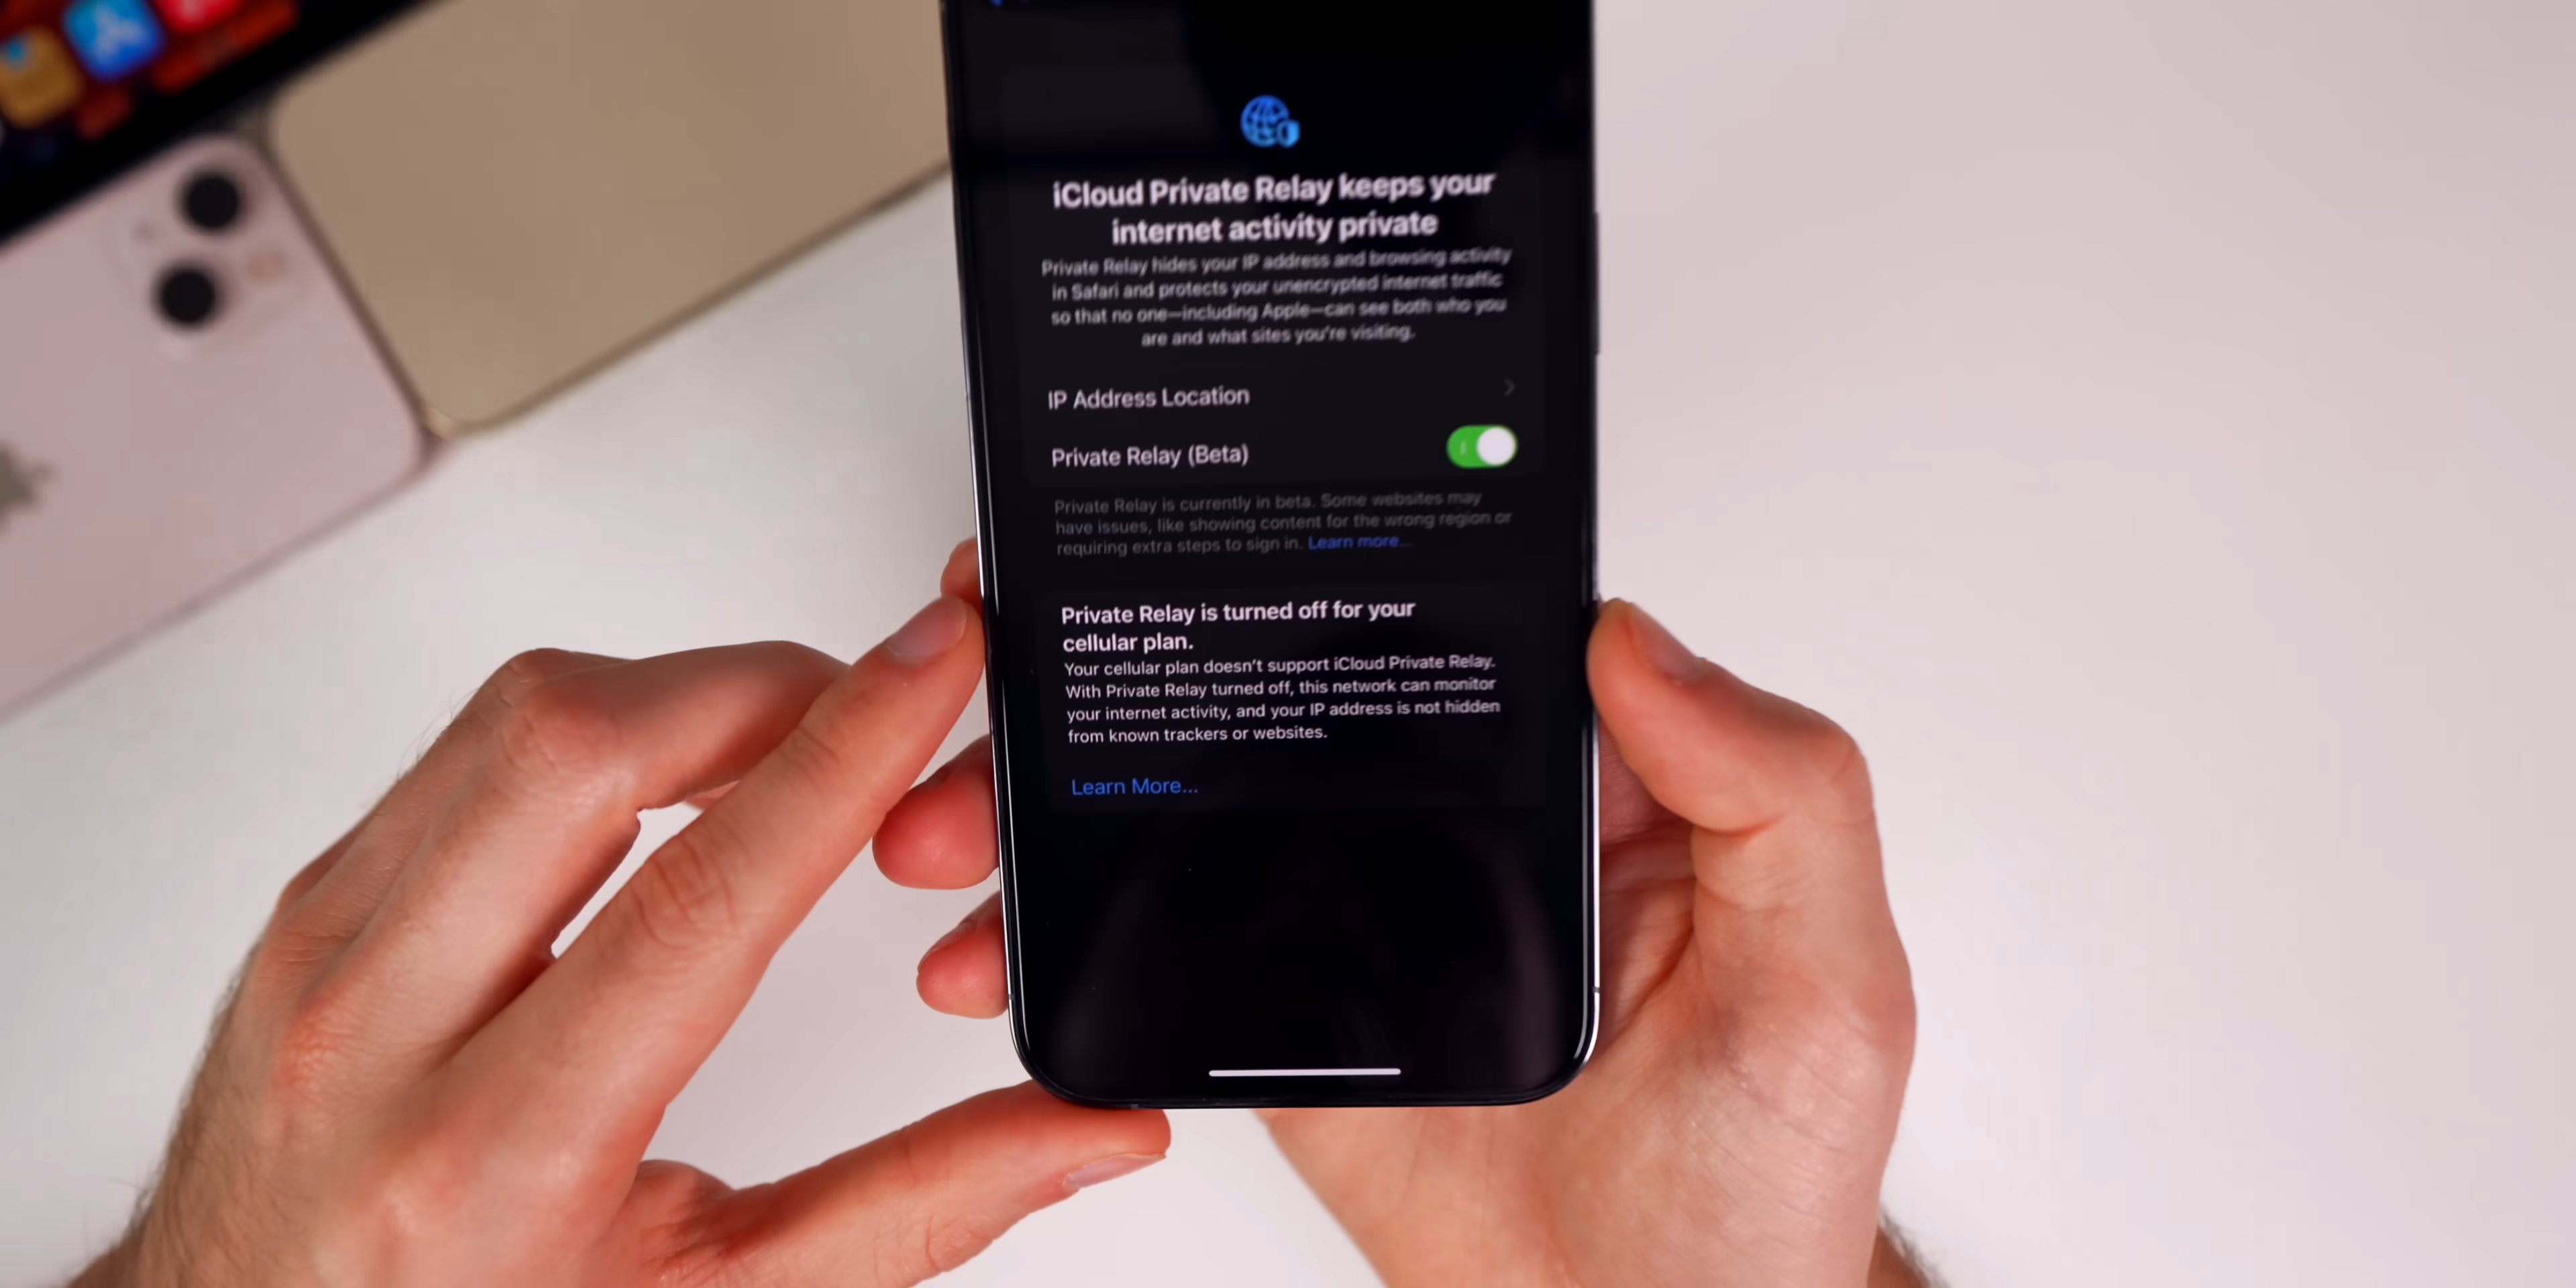 iCloud Private Relay keeps your
internet activity private
Private Relay hides your IP address and browsing activity
in Safari and protects your unencrypted internet traffic
so that no one—including Apple—can see both who you
are and what sites you're visiting.
IP Address Location
Private Relay (Beta)
Private Relay is currently in beta. Some websites may
have issues, like showing content for the wrong region or
requiring extra steps to sign in. Learn more...
Private Relay is turned off for your
cellular plan.
Your cellular plan doesn't support iCloud Private Relay.
With Private Relay turned off, this network can monitor
your internet activity, and your IP address is not hidden
from known trackers or websites.
Learn More...